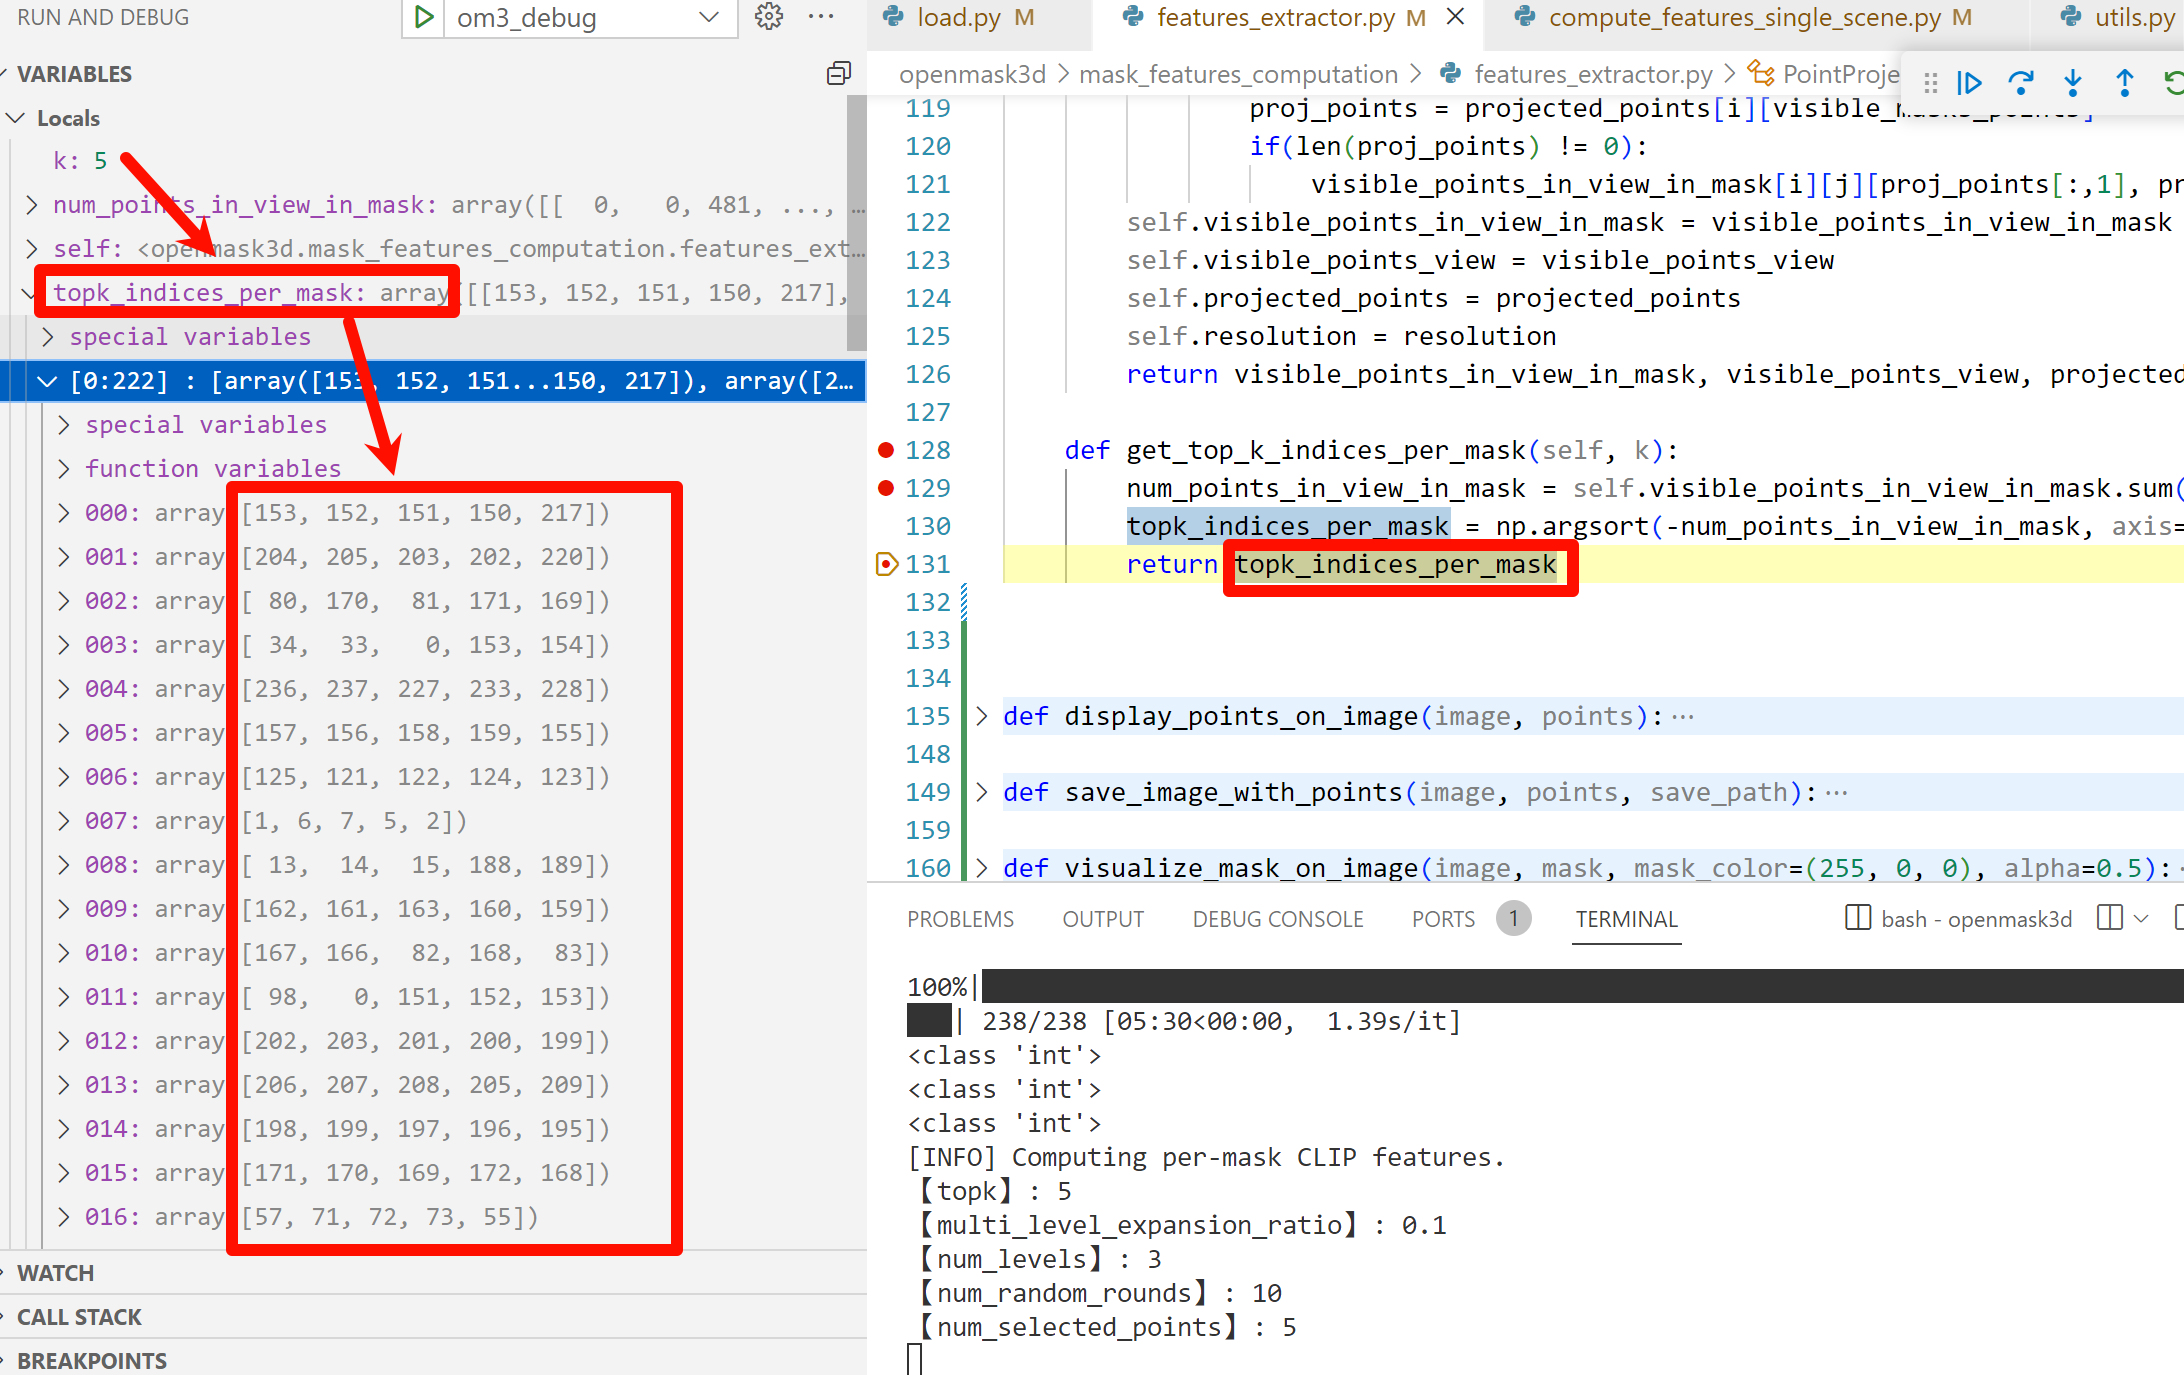 RUN AND DEBUG
om3_debug
VARIABLES
Locals
k: 5
num_points_in_view_in_mask: array([[  0,   0, 481, ..., …
self: <openmask3d.mask_features_computation.features_ext…
topk_indices_per_mask: array([[153, 152, 151, 150, 217],
special variables
[0:222] : [array([153, 152, 151...150, 217]), array([2…
special variables
function variables
000: array([153, 152, 151, 150, 217])
001: array([204, 205, 203, 202, 220])
002: array([ 80, 170,  81, 171, 169])
003: array([ 34,  33,   0, 153, 154])
004: array([236, 237, 227, 233, 228])
005: array([157, 156, 158, 159, 155])
006: array([125, 121, 122, 124, 123])
007: array([1, 6, 7, 5, 2])
008: array([ 13,  14,  15, 188, 189])
009: array([162, 161, 163, 160, 159])
010: array([167, 166,  82, 168,  83])
011: array([ 98,   0, 151, 152, 153])
012: array([202, 203, 201, 200, 199])
013: array([206, 207, 208, 205, 209])
014: array([198, 199, 197, 196, 195])
015: array([171, 170, 169, 172, 168])
016: array([57, 71, 72, 73, 55])
WATCH
CALL STACK
BREAKPOINTS
load.py M
features_extractor.py M
compute_features_single_scene.py M
utils.py
openmask3d > mask_features_computation > features_extractor.py > PointProje
119 proj_points = projected_points[i][visible_masks_points]
120 if(len(proj_points) != 0):
121 visible_points_in_view_in_mask[i][j][proj_points[:,1], pr
122 self.visible_points_in_view_in_mask = visible_points_in_view_in_mask
123 self.visible_points_view = visible_points_view
124 self.projected_points = projected_points
125 self.resolution = resolution
126 return visible_points_in_view_in_mask, visible_points_view, projected
127
128 def get_top_k_indices_per_mask(self, k):
129 num_points_in_view_in_mask = self.visible_points_in_view_in_mask.sum(
130 topk_indices_per_mask = np.argsort(-num_points_in_view_in_mask, axis=
131 return topk_indices_per_mask
132
133
134
135 def display_points_on_image(image, points):…
148
149 def save_image_with_points(image, points, save_path):…
159
160 def visualize_mask_on_image(image, mask, mask_color=(255, 0, 0), alpha=0.5):
PROBLEMS OUTPUT DEBUG CONSOLE PORTS 1 TERMINAL bash - openmask3d
100%|
| 238/238 [05:30<00:00,  1.39s/it]
<class 'int'>
<class 'int'>
<class 'int'>
[INFO] Computing per-mask CLIP features.
【topk】: 5
【multi_level_expansion_ratio】: 0.1
【num_levels】: 3
【num_random_rounds】: 10
【num_selected_points】: 5